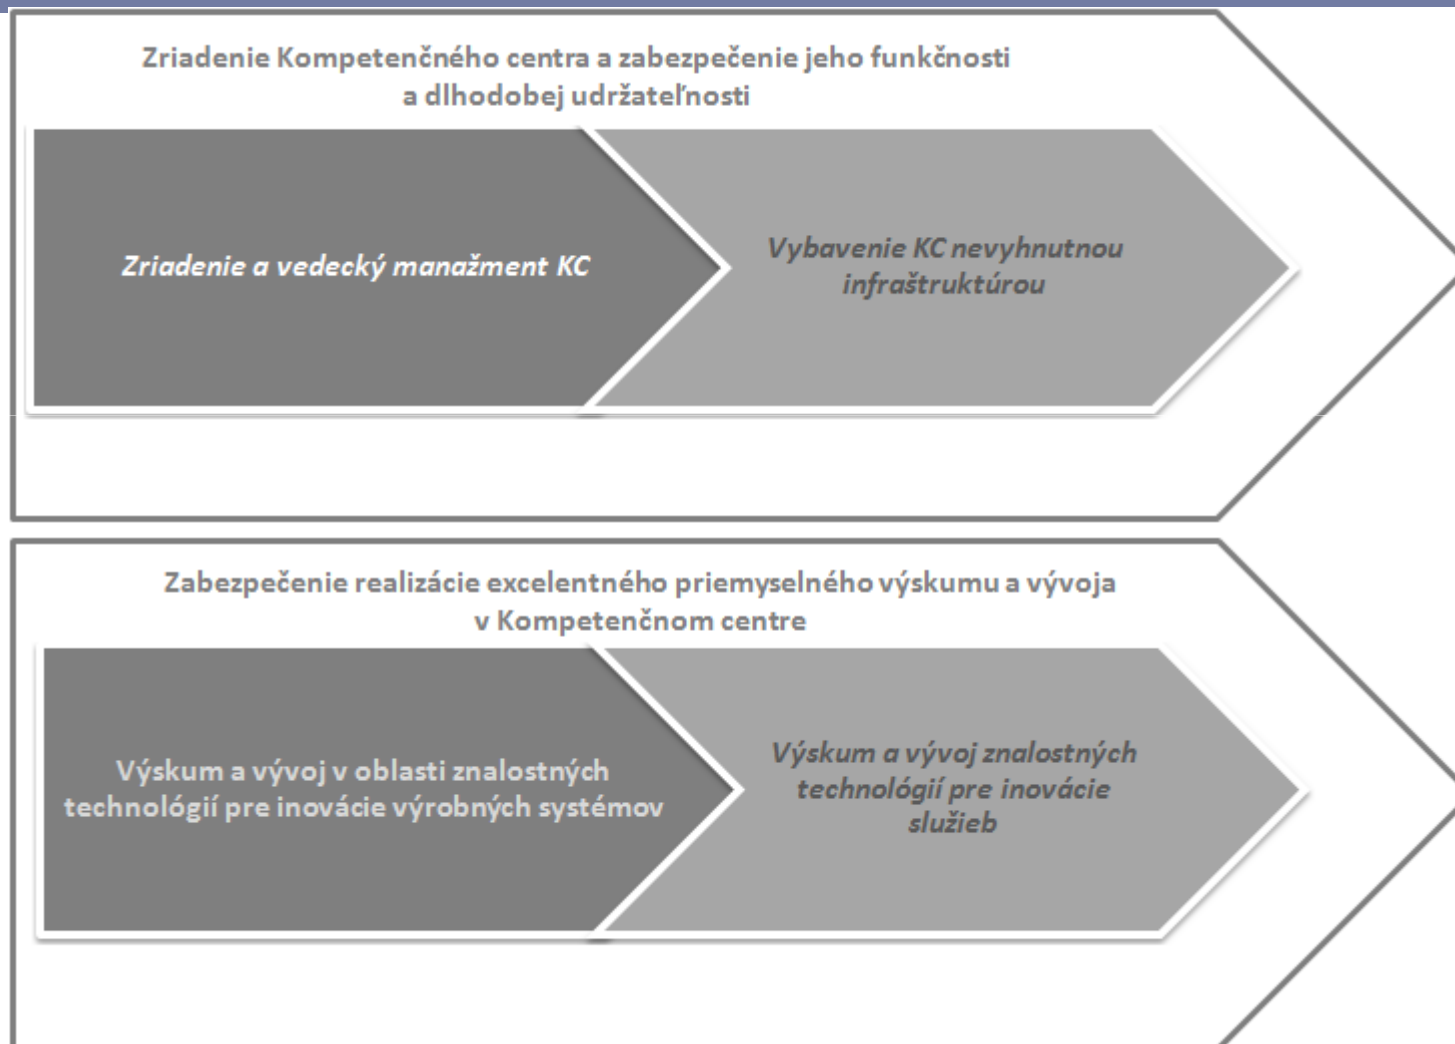 Zriadenie Kompetenčného centra a zabezpečenie jeho funkčnosti
a dlhodobej udržateľnosti
Zriadenie a vedecký manažment KC
Vybavenie KC nevyhnutnou
infraštruktúrou
Zabezpečenie realizácie excelentného priemyselného výskumu a vývoja
v Kompetenčnom centre
Výskum a vývoj v oblasti znalostných
technológií pre inovácie výrobných systémov
Výskum a vývoj znalostných
technológií pre inovácie
služieb